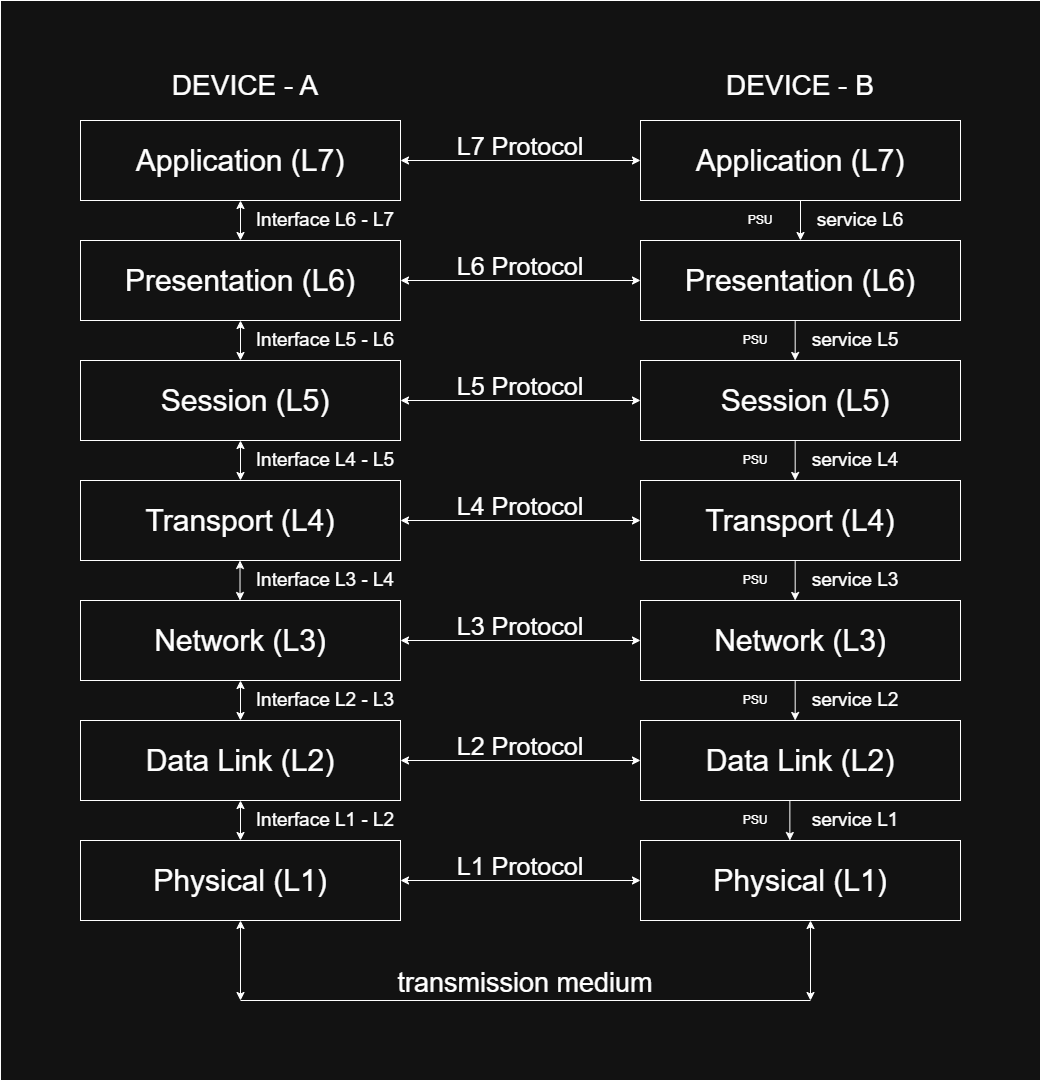 DEVICE - A
DEVICE - B
Application (L7)
L7 Protocol
Application (L7)
Interface L6 - L7
PSU
service L6
Presentation (L6)
L6 Protocol
Presentation (L6)
Interface L5 - L6
PSU
service L5
Session (L5)
L5 Protocol
Session (L5)
Interface L4 - L5
PSU
service L4
Transport (L4)
L4 Protocol
Transport (L4)
Interface L3 - L4
PSU
service L3
Network (L3)
L3 Protocol
Network (L3)
Interface L2 - L3
PSU
service L2
Data Link (L2)
L2 Protocol
Data Link (L2)
Interface L1 - L2
PSU
service L1
Physical (L1)
L1 Protocol
Physical (L1)
transmission medium